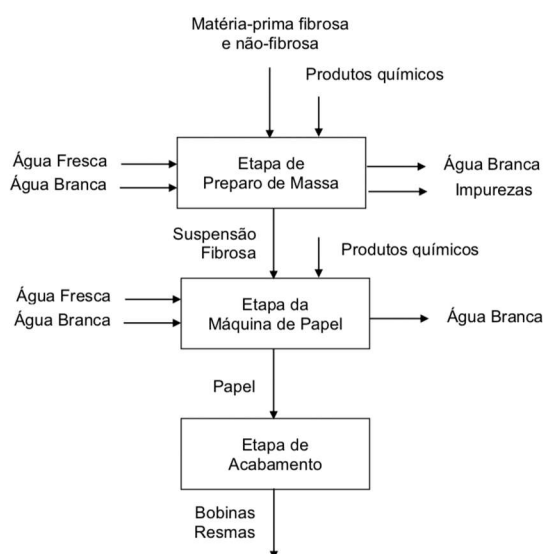 Matéria-prima fibrosa
e não-fibrosa
Produtos químicos
Água Fresca
Água Branca
Etapa de
Preparo de Massa
Água Branca
Impurezas
Suspensão
Fibrosa
Produtos químicos
Água Fresca
Água Branca
Etapa da
Máquina de Papel
Água Branca
Papel
Etapa de
Acabamento
Bobinas
Resmas